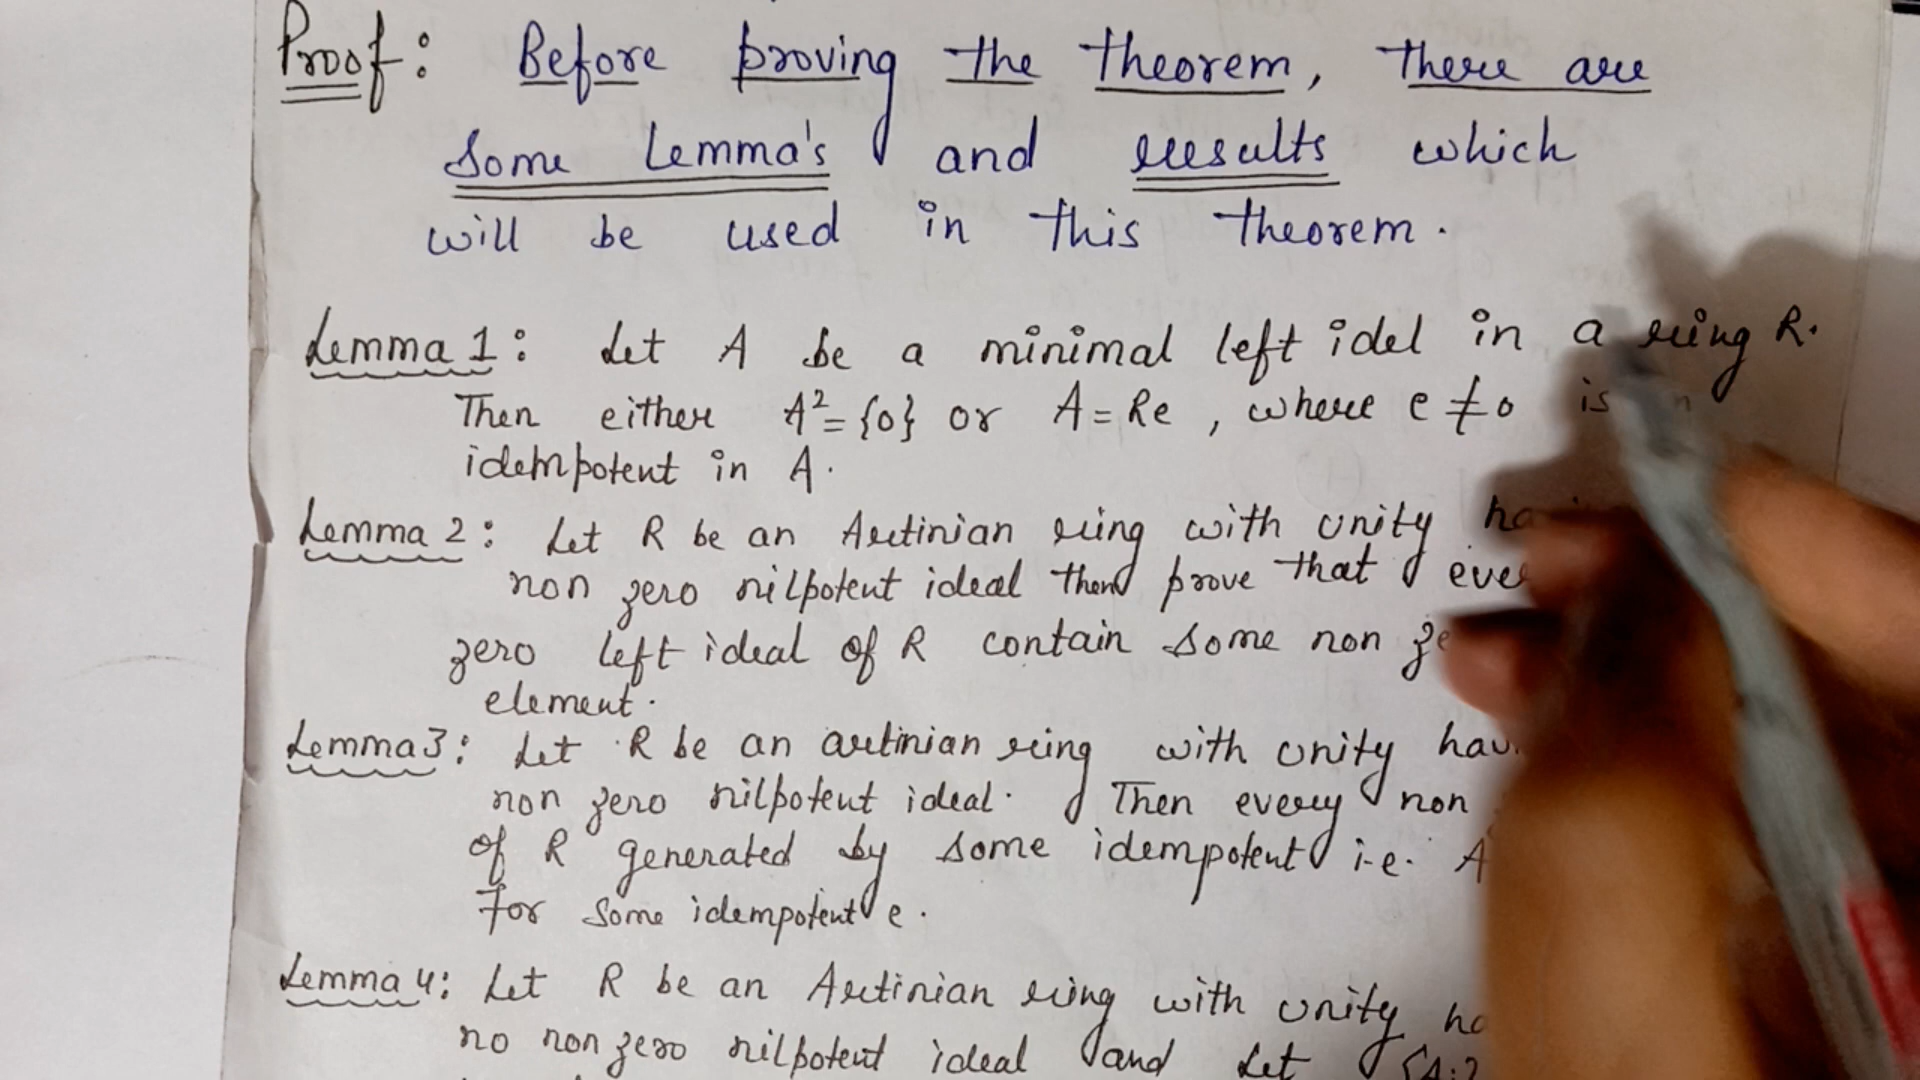 Proof: Before proving the theorem, there are
some Lemma's and results which
will be used in this theorem.
Lemma 1: Let A be a minimal left idel in a ring R.
Then either A²={0} or A=Re, where e≠0 is
idempotent in A.
Lemma 2: Let R be an Artinian ring with unity
non zero nilpotent ideal then prove that
zero left ideal of R contain some non
element.
Lemma 3: Let R be an artinian ring with unity
non zero nilpotent ideal. Then every non
of R generated by some idempotent i.e. A
For some idempotent e.
Lemma 4: Let R be an Artinian ring with unity
no non zero nilpotent ideal and Let